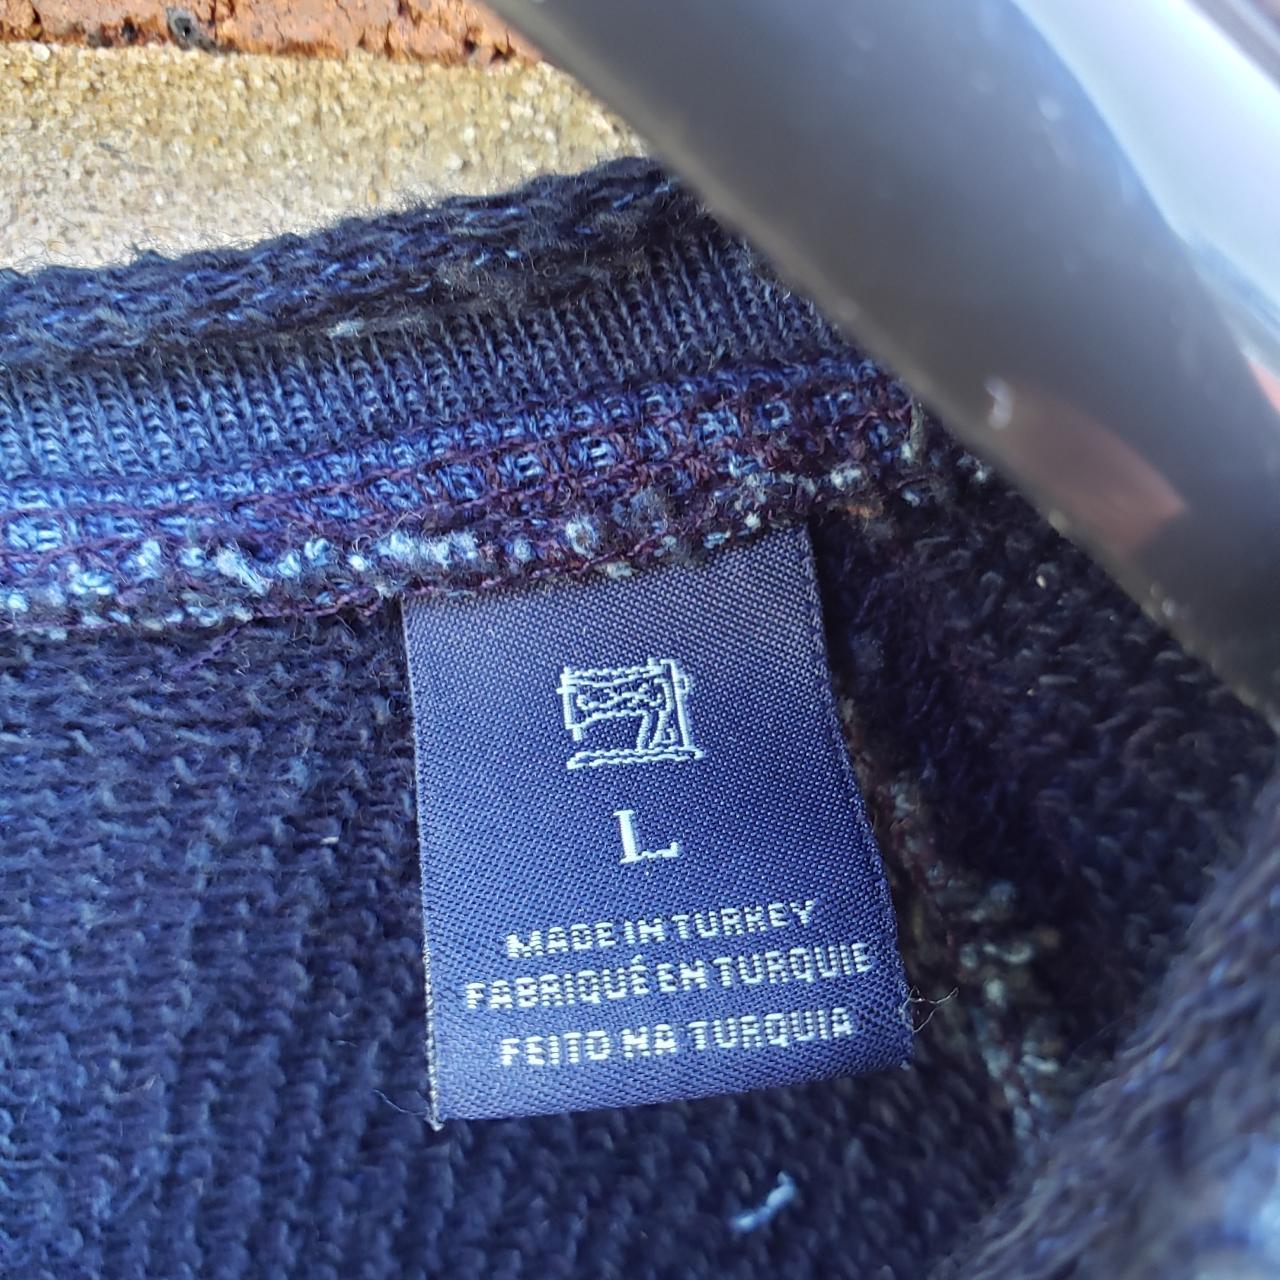 L
MADE IN TURKEY
FABRIQUÉ EN TURQUIE
FEITO NA TURQUIA